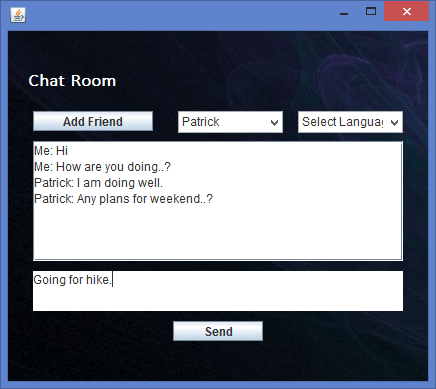 Chat Room
Add Friend
Patrick
Select Languag
Me: Hi
Me: How are you doing..?
Patrick: I am doing well.
Patrick: Any plans for weekend..?
Going for hike.
Send